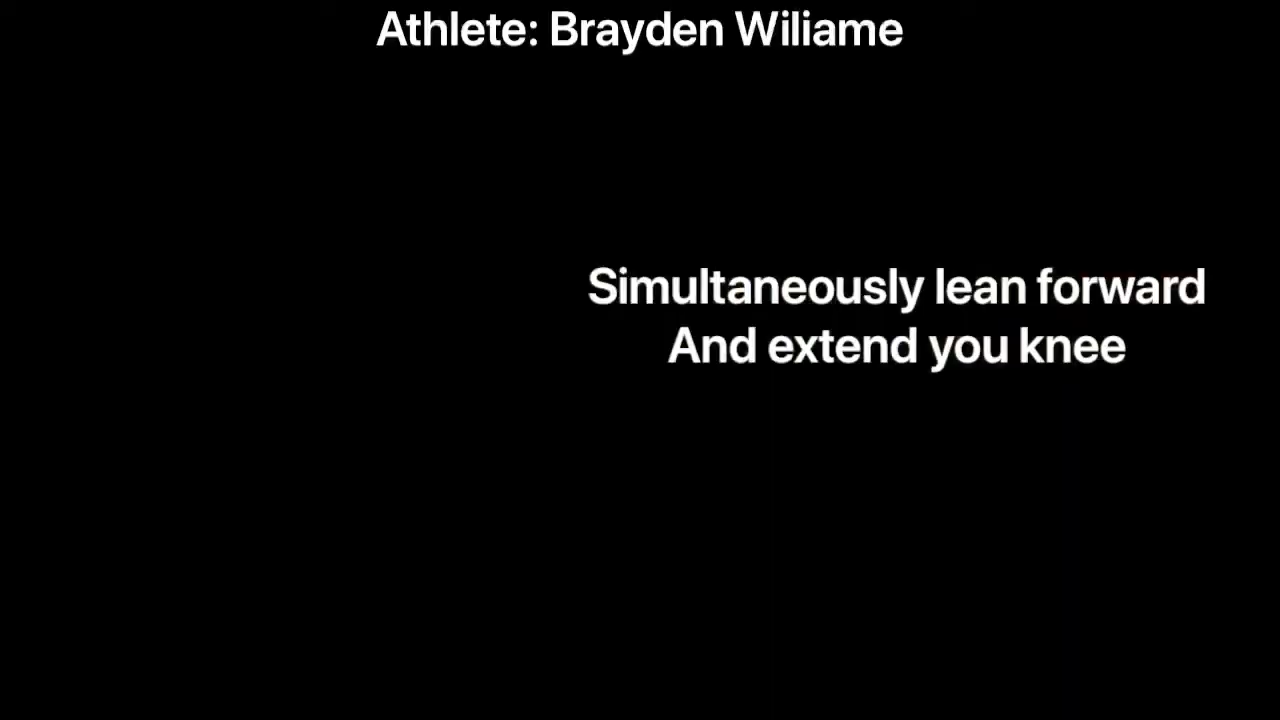 Athlete: Brayden Wiliame
Simultaneously lean forward
And extend you knee